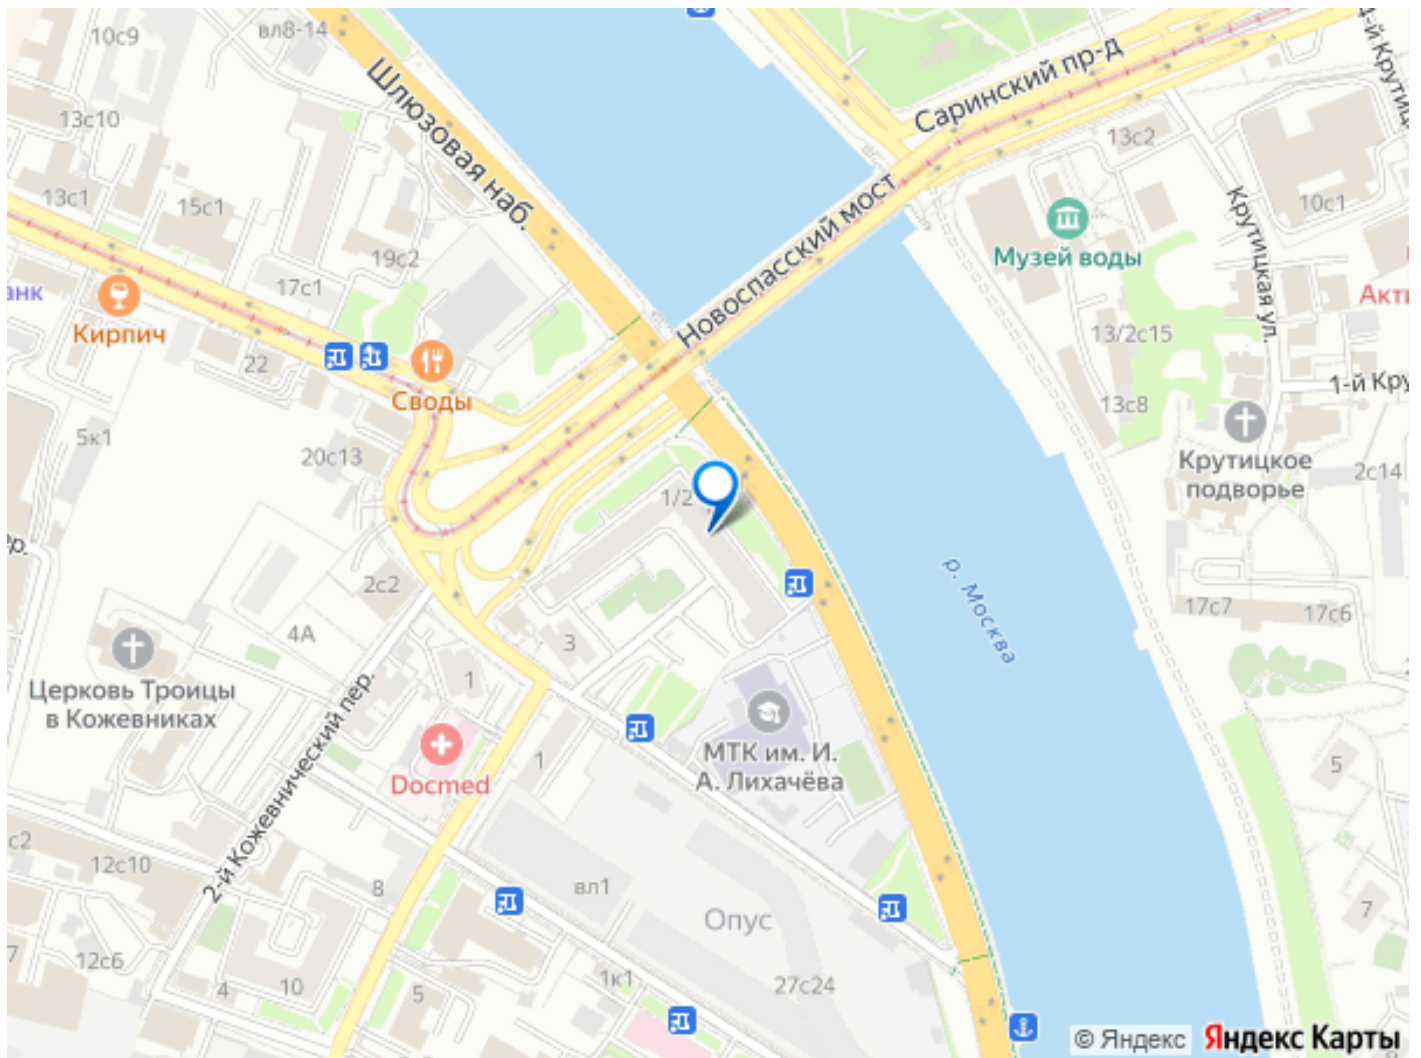 10с9
вл8-14
Шлюзовая наб.
Саринский пр-д
13с10
13с2
13с1
15с1
10с1
19с2
Крутицкая ул.
Новоспасский мост
Музей воды
17с1
Кирпич
13/2с15
22
Своды
13с8
5к1
20с13
Крутицкое
подворье
2с14
1/2
р. Москва
2с2
17с7
17с6
4А
3
Церковь Троицы
в Кожевниках
1
2-й Кожевнический пер.
МТК им. И.
А. Лихачёва
Docmed
1
5
12с10
8
вл1
Опус
7
12с6
10
4
5
1к1
27с24
9
© Яндекс
Яндекс Карты